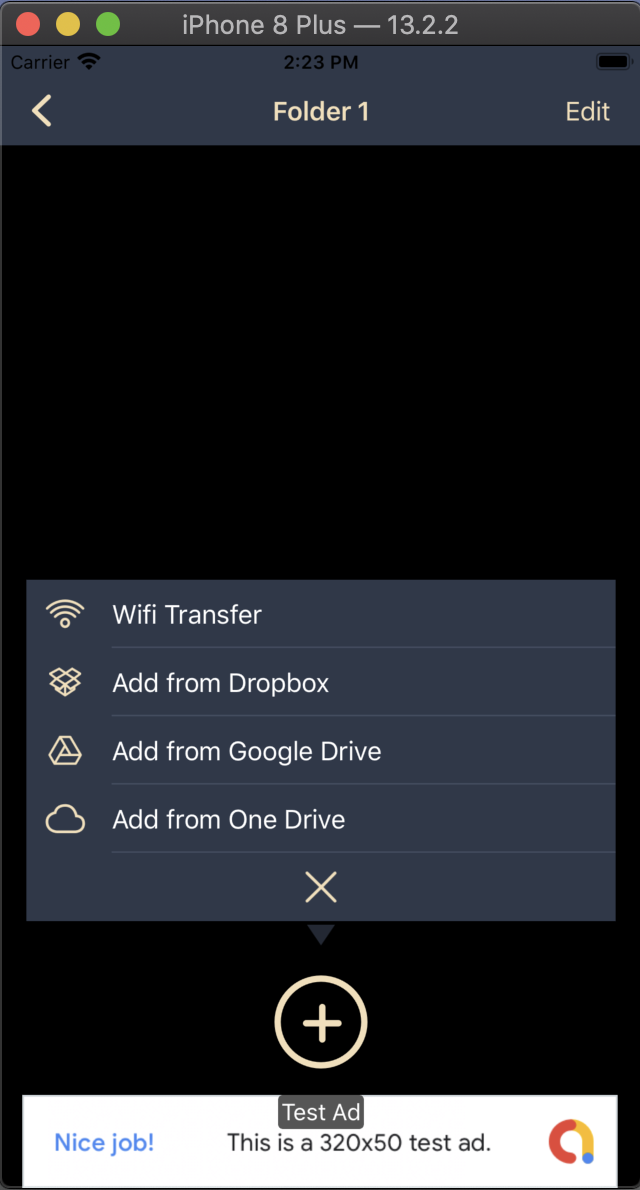 iPhone 8 Plus — 13.2.2
Carrier 2:23 PM
Folder 1 Edit
Wifi Transfer
Add from Dropbox
Add from Google Drive
Add from One Drive
Test Ad
Nice job! This is a 320x50 test ad.